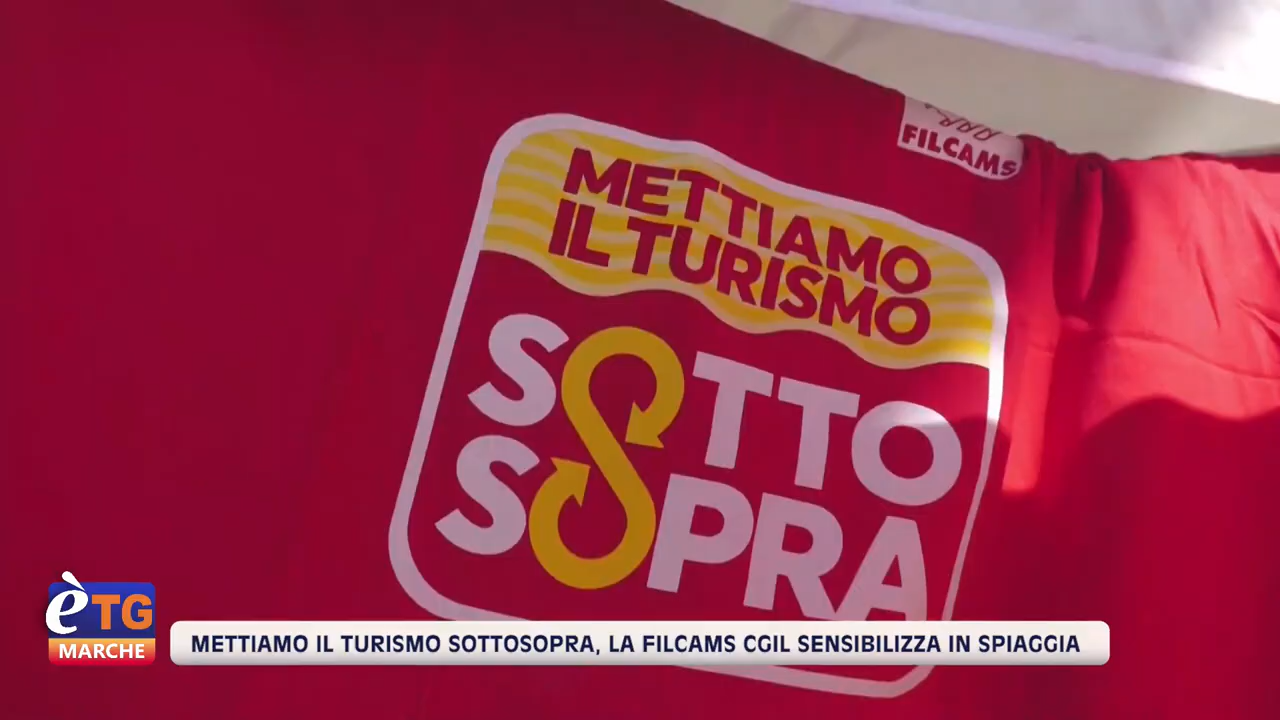 FILCAMS
METTIAMO
IL TURISMO
SOTTO
SOPRA
èTG
MARCHE
METTIAMO IL TURISMO SOTTOSOPRA, LA FILCAMS CGIL SENSIBILIZZA IN SPIAGGIA